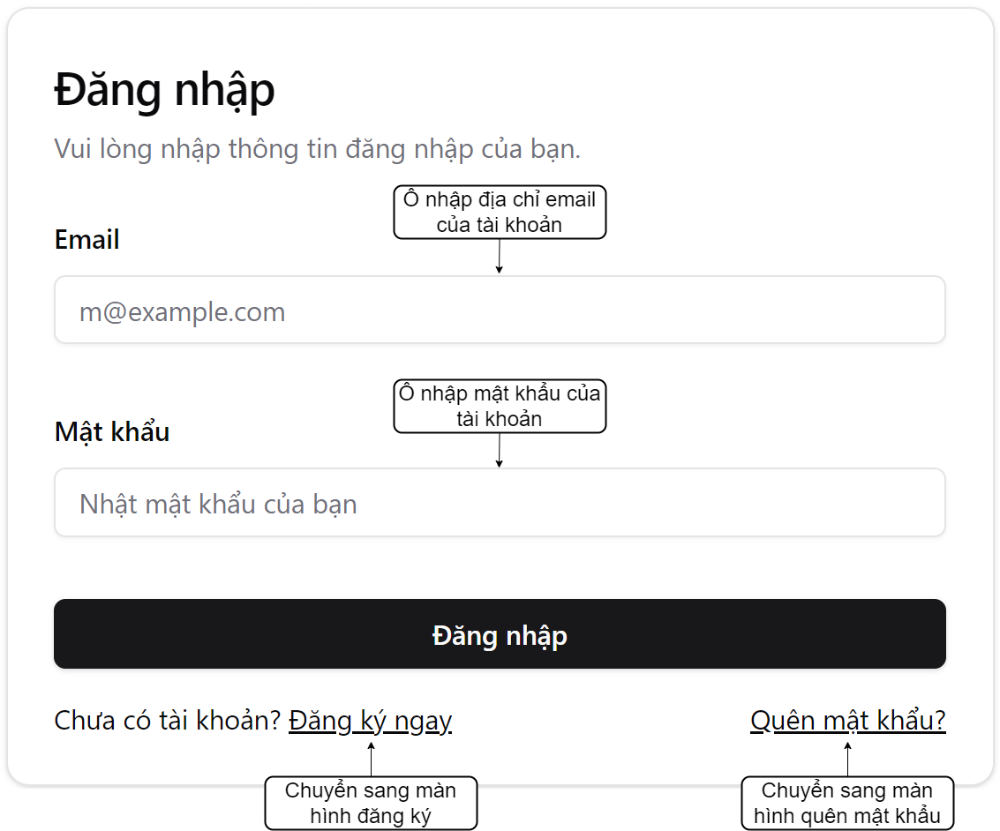 Đăng nhập
Vui lòng nhập thông tin đăng nhập của bạn.
Ô nhập địa chỉ email
của tài khoản
Email
m@example.com
Ô nhập mật khẩu của
tài khoản
Mật khẩu
Nhật mật khẩu của bạn
Đăng nhập
Chưa có tài khoản? Đăng ký ngay
Quên mật khẩu?
Chuyển sang màn
hình đăng ký
Chuyển sang màn
hình quên mật khẩu